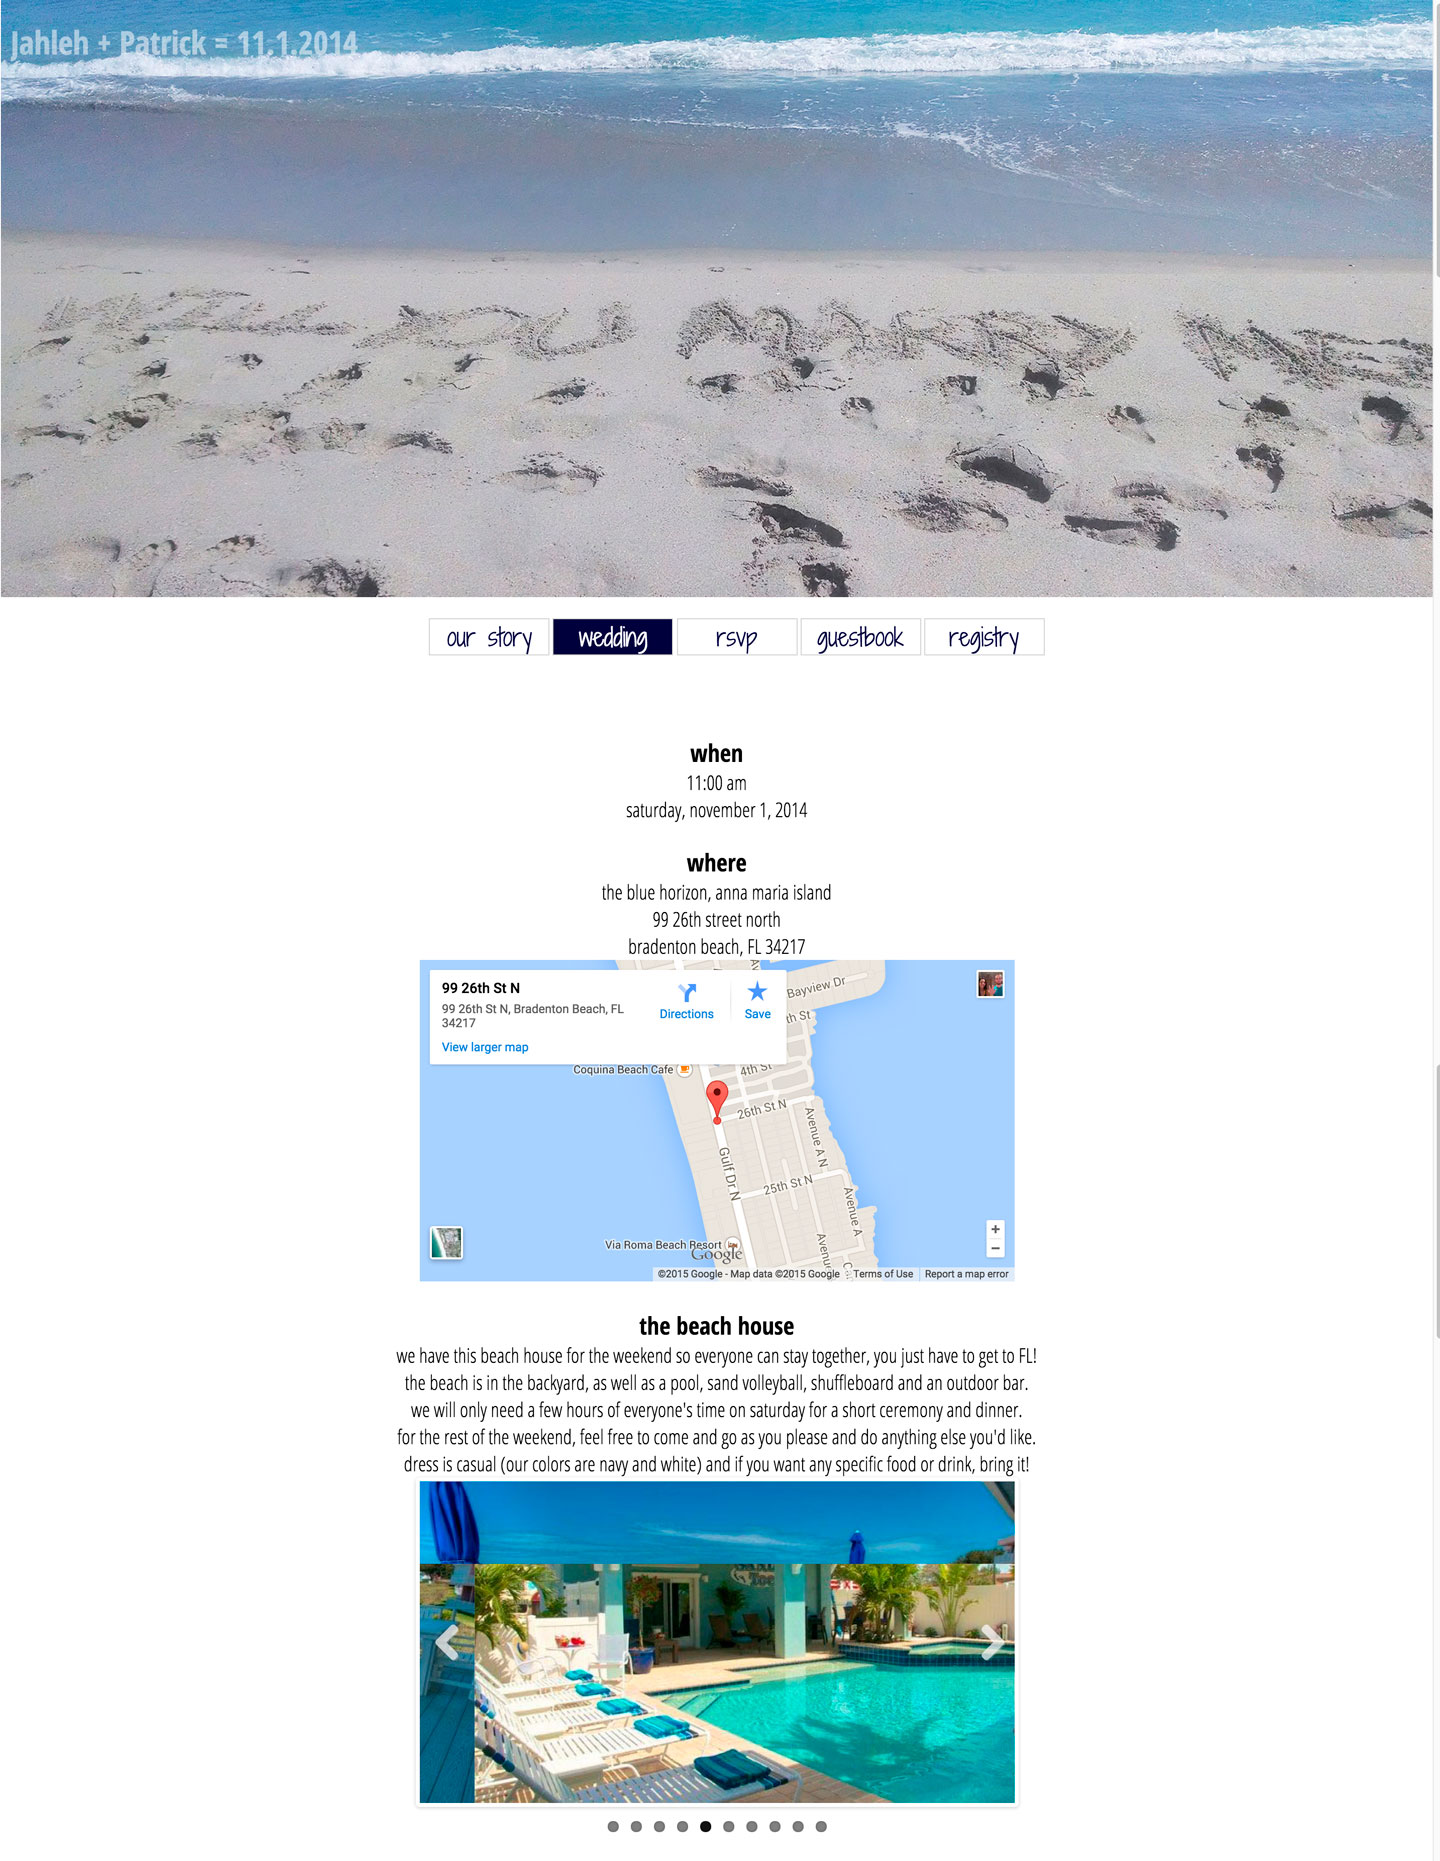 Jahleh + Patrick = 11.1.2014
WILL YOU MARRY ME
our story
wedding
rsvp
guestbook
registry
when
11:00 am
saturday, november 1, 2014
where
the blue horizon, anna maria island
99 26th street north
bradenton beach, FL 34217
99 26th St N
99 26th St N, Bradenton Beach, FL
34217
Directions
Save
View larger map
Bayview Dr
th St
Coquina Beach Cafe
4th St
26th St N
Avenue A N
Gulf Dr N
25th St N
Avenue A
Via Roma Beach Resort
Google
©2015 Google - Map data ©2015 Google
Terms of Use
Report a map error
the beach house
we have this beach house for the weekend so everyone can stay together, you just have to get to FL!
the beach is in the backyard, as well as a pool, sand volleyball, shuffleboard and an outdoor bar.
we will only need a few hours of everyone's time on saturday for a short ceremony and dinner.
for the rest of the weekend, feel free to come and go as you please and do anything else you'd like.
dress is casual (our colors are navy and white) and if you want any specific food or drink, bring it!